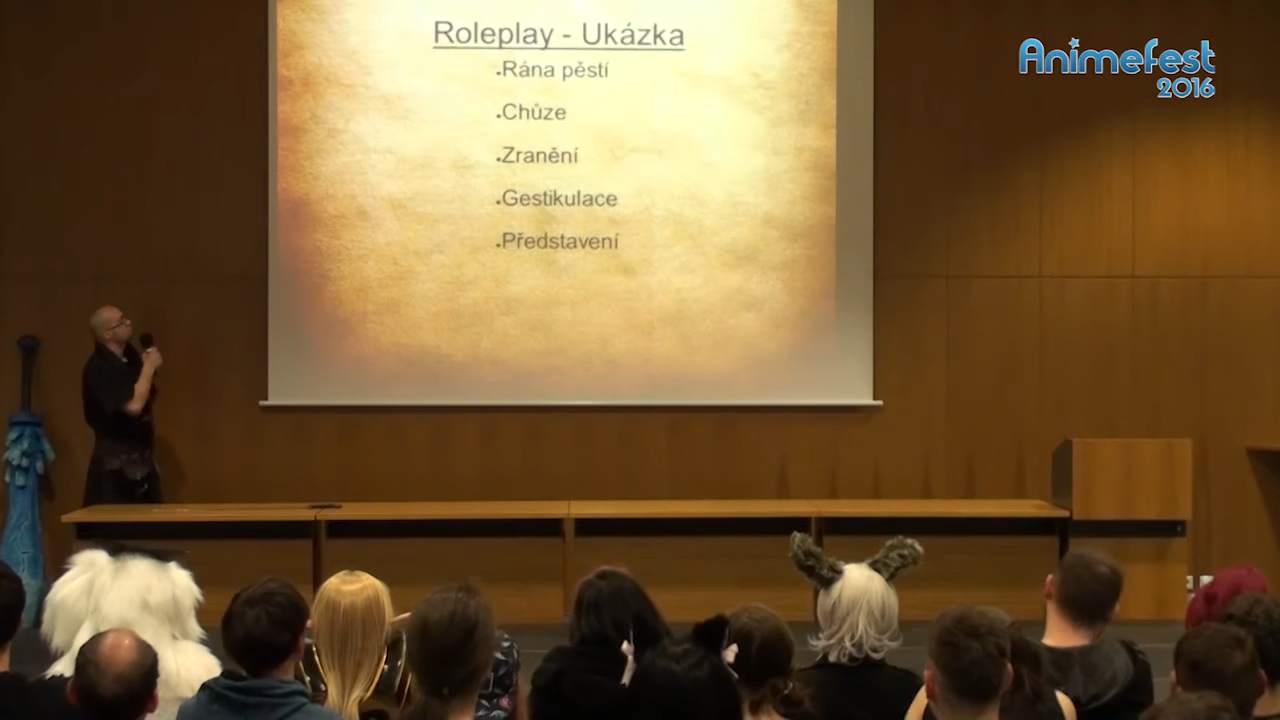 Roleplay - Ukázka
.Rána pěstí
.Chůze
.Zranění
.Gestikulace
.Představení
Animefest
2016